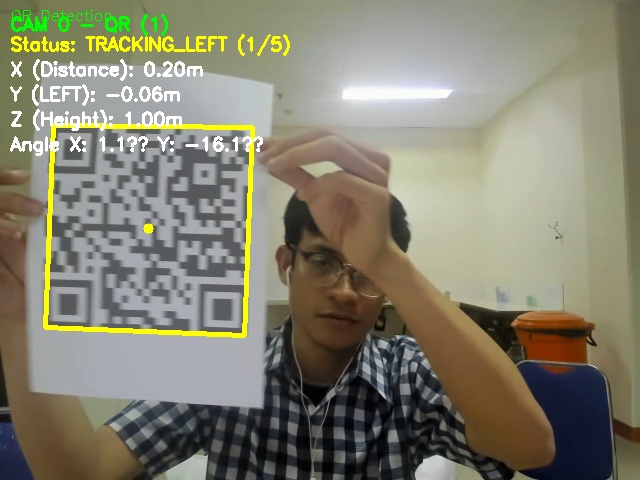 QR Detection
CAM 0 - QR (1)
Status: TRACKING_LEFT (1/5)
X (Distance): 0.20m
Y (LEFT): -0.06m
Z (Height): 1.00m
Angle X: 1.1?? Y: -16.1??